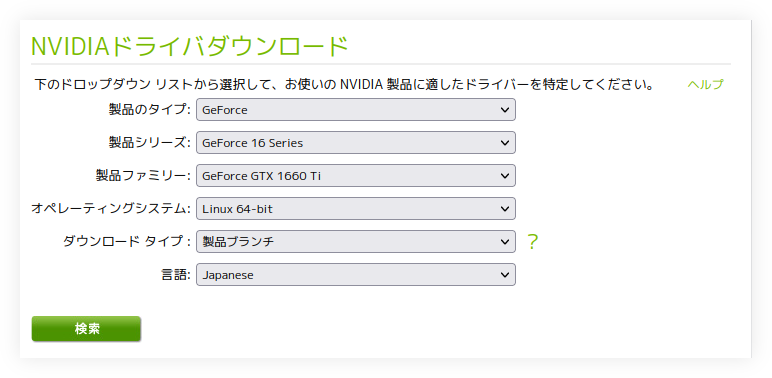 NVIDIAドライバダウンロード
下のドロップダウン リストから選択して、お使いの NVIDIA 製品に適したドライバーを特定してください。 ヘルプ
製品のタイプ: GeForce
製品シリーズ: GeForce 16 Series
製品ファミリー: GeForce GTX 1660 Ti
オペレーティングシステム: Linux 64-bit
ダウンロード タイプ : 製品ブランチ ?
言語: Japanese
検索